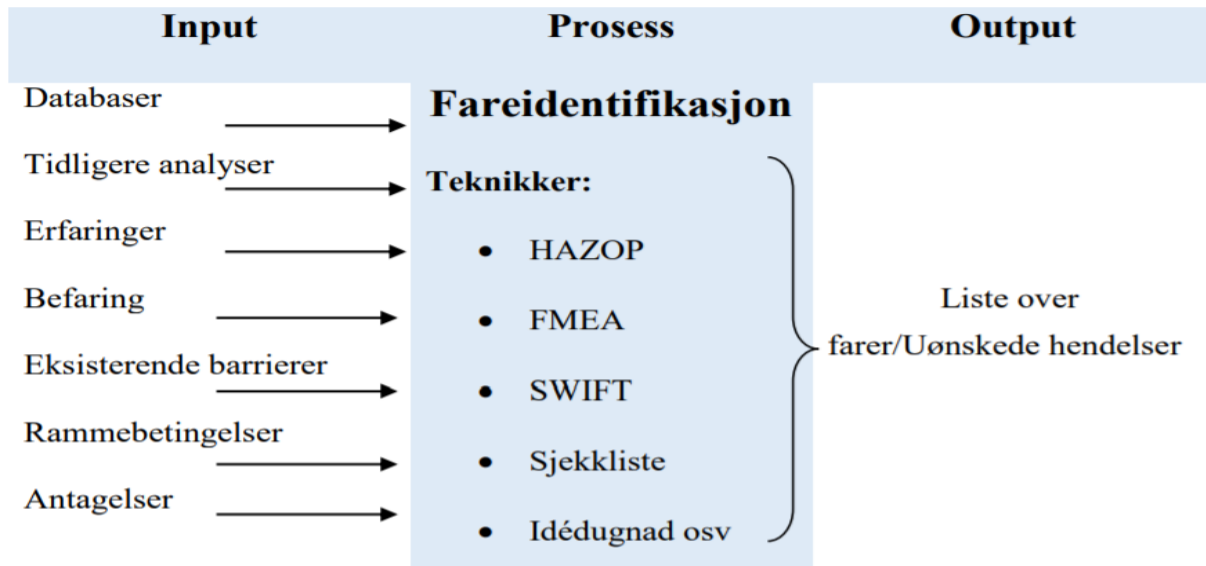 Input Prosess Output
Databaser
Tidligere analyser
Erfaringer
Befaring
Eksisterende barrierer
Rammebetingelser
Antagelser
Fareidentifikasjon
Teknikker:
• HAZOP
• FMEA
• SWIFT
• Sjekkliste
• Idédugnad osv
Liste over
farer/Uønskede hendelser